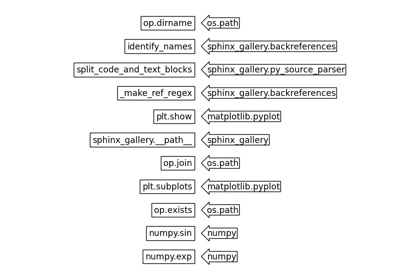 op.dirname os.path
identify_names sphinx_gallery.backreferences
split_code_and_text_blocks sphinx_gallery.py_source_parser
_make_ref_regex sphinx_gallery.backreferences
plt.show matplotlib.pyplot
sphinx_gallery.__path__ sphinx_gallery
op.join os.path
plt.subplots matplotlib.pyplot
op.exists os.path
numpy.sin numpy
numpy.exp numpy